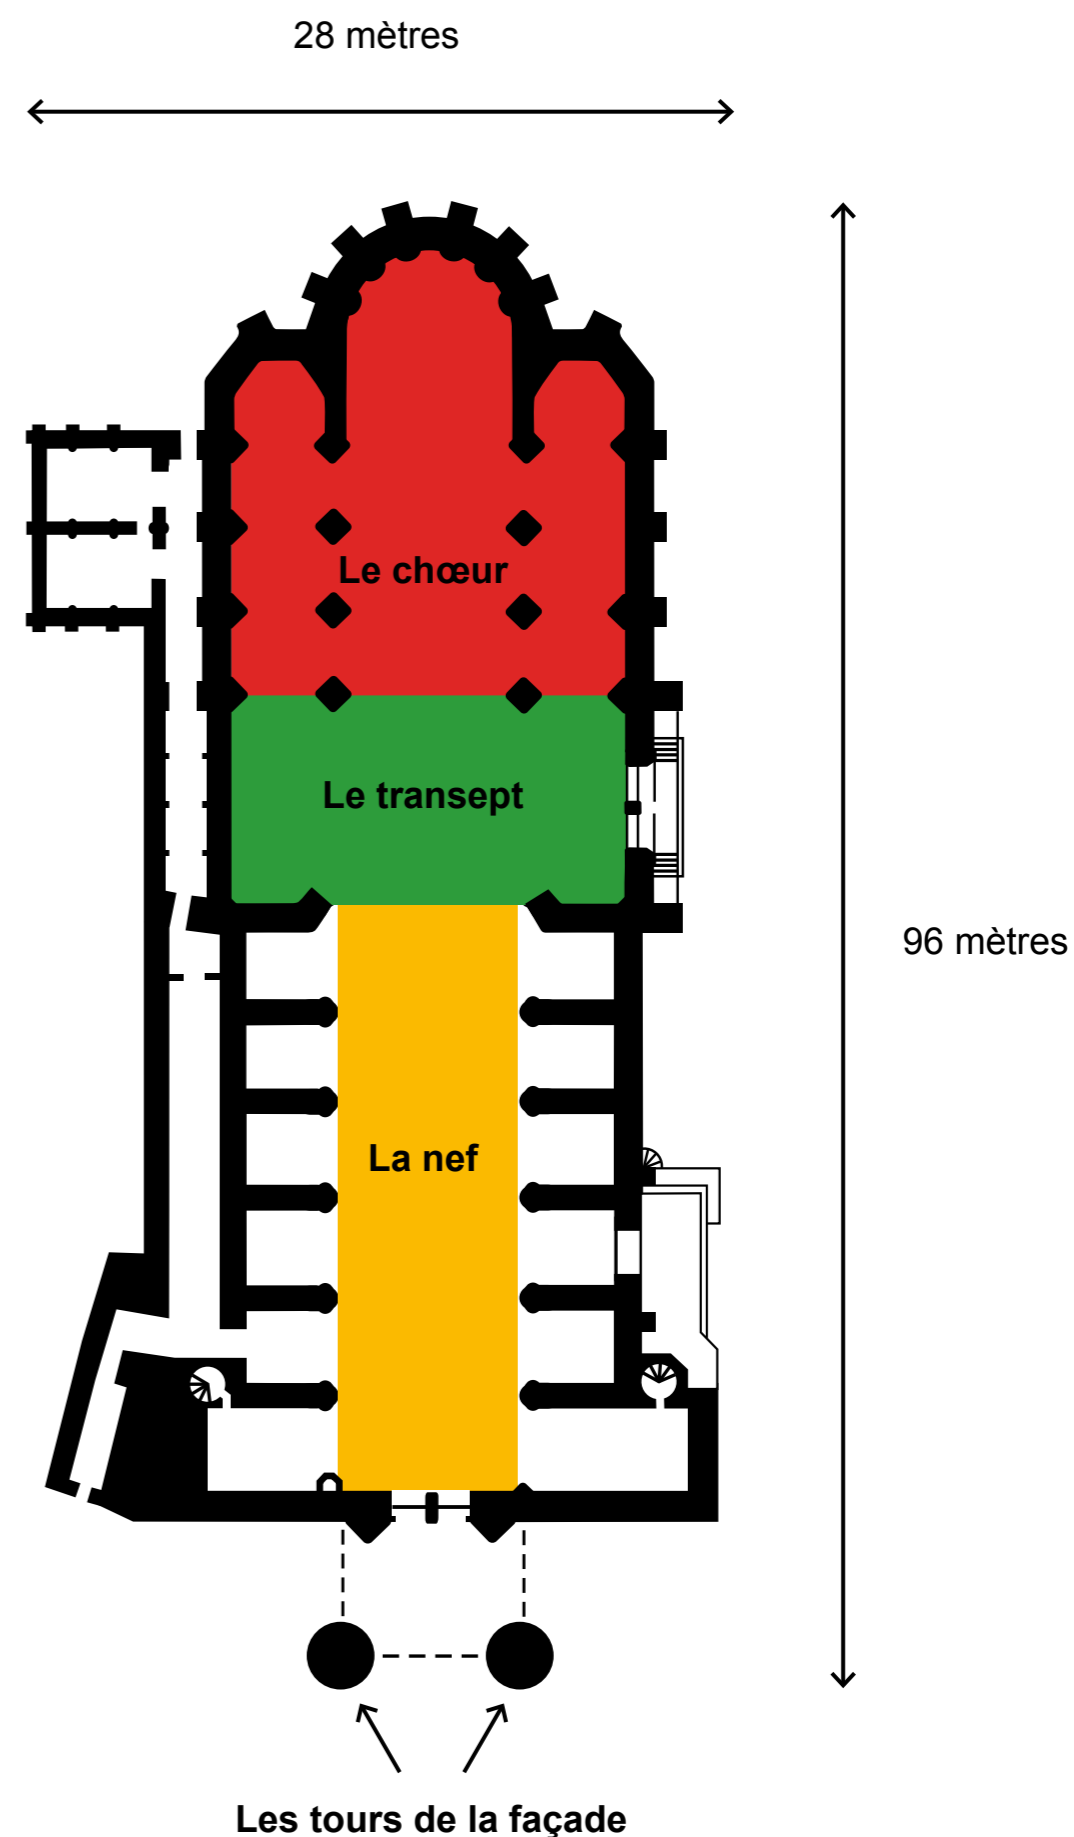 28 mètres
Le chœur
Le transept
96 mètres
La nef
Les tours de la façade